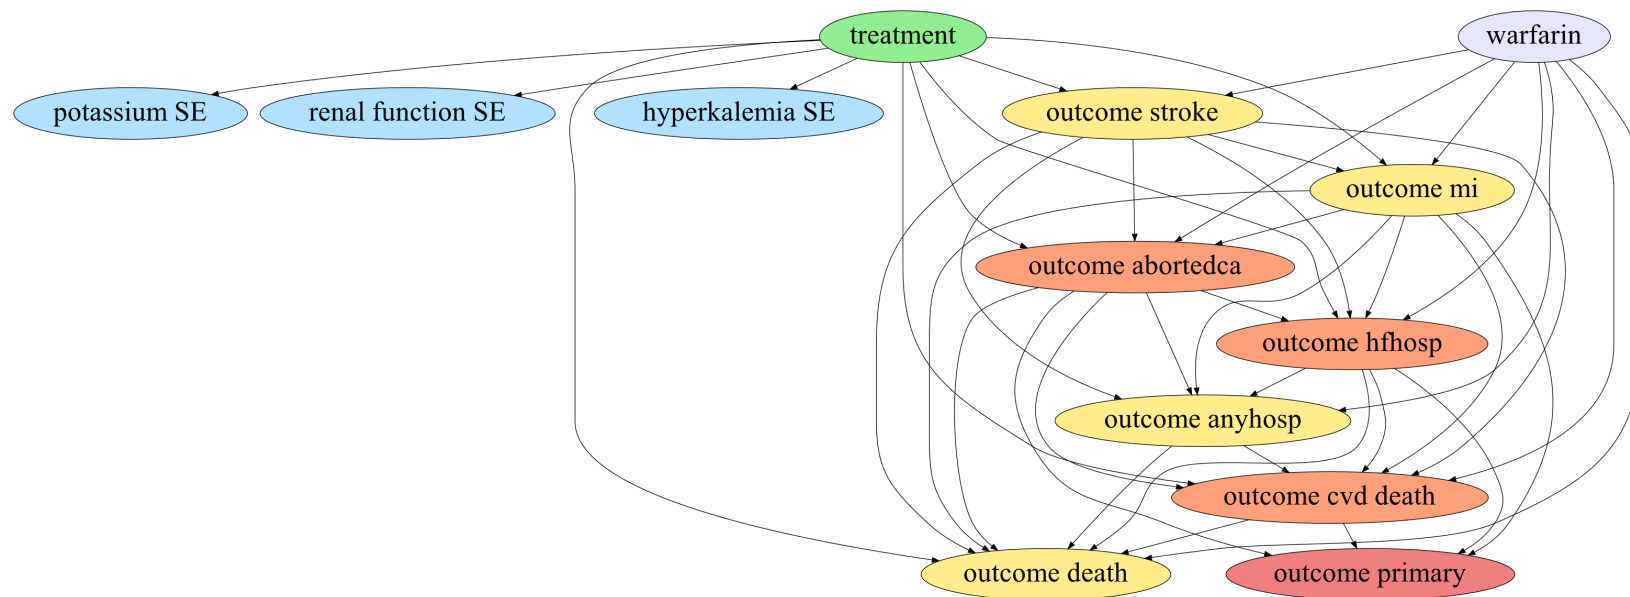 treatment
warfarin
potassium SE
renal function SE
hyperkalemia SE
outcome stroke
outcome mi
outcome abortedca
outcome hfhosp
outcome anyhosp
outcome cvd death
outcome death
outcome primary